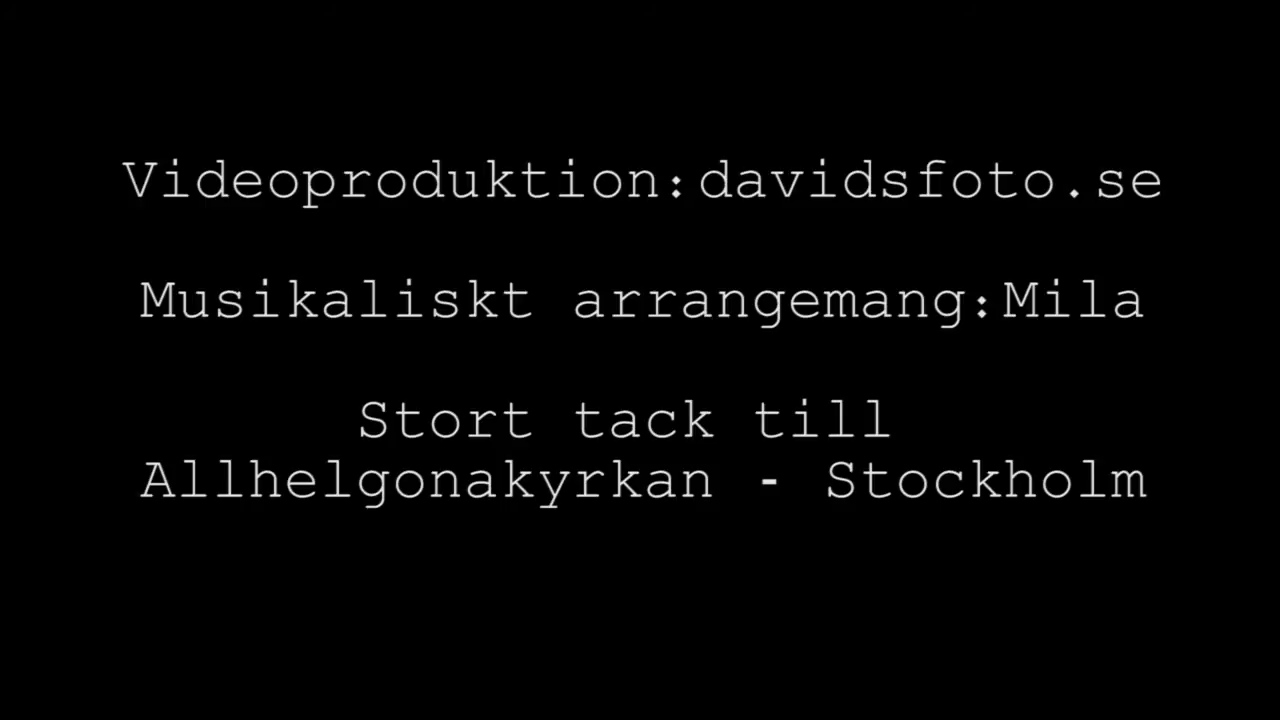 Videoproduktion:davidsfoto.se
Musikaliskt arrangemang:Mila
Stort tack till
Allhelgonakyrkan - Stockholm